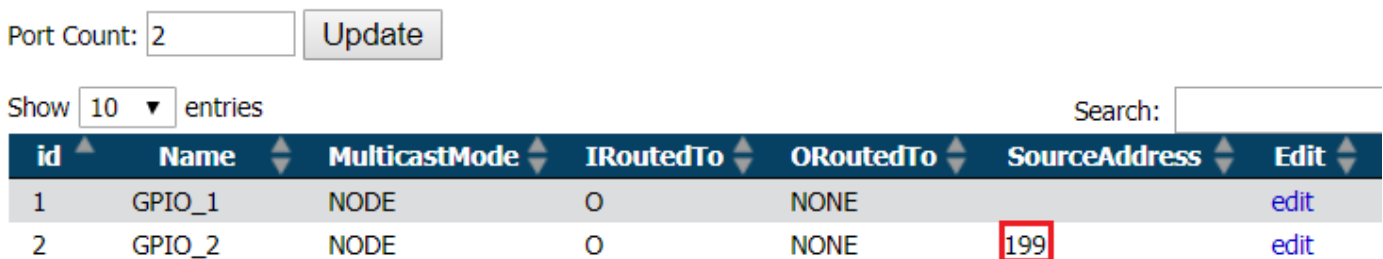 Port Count: 2 Update
Show 10 entries Search:
id Name MulticastMode IRoutedTo ORoutedTo SourceAddress Edit
1 GPIO_1 NODE O NONE edit
2 GPIO_2 NODE O NONE 199 edit